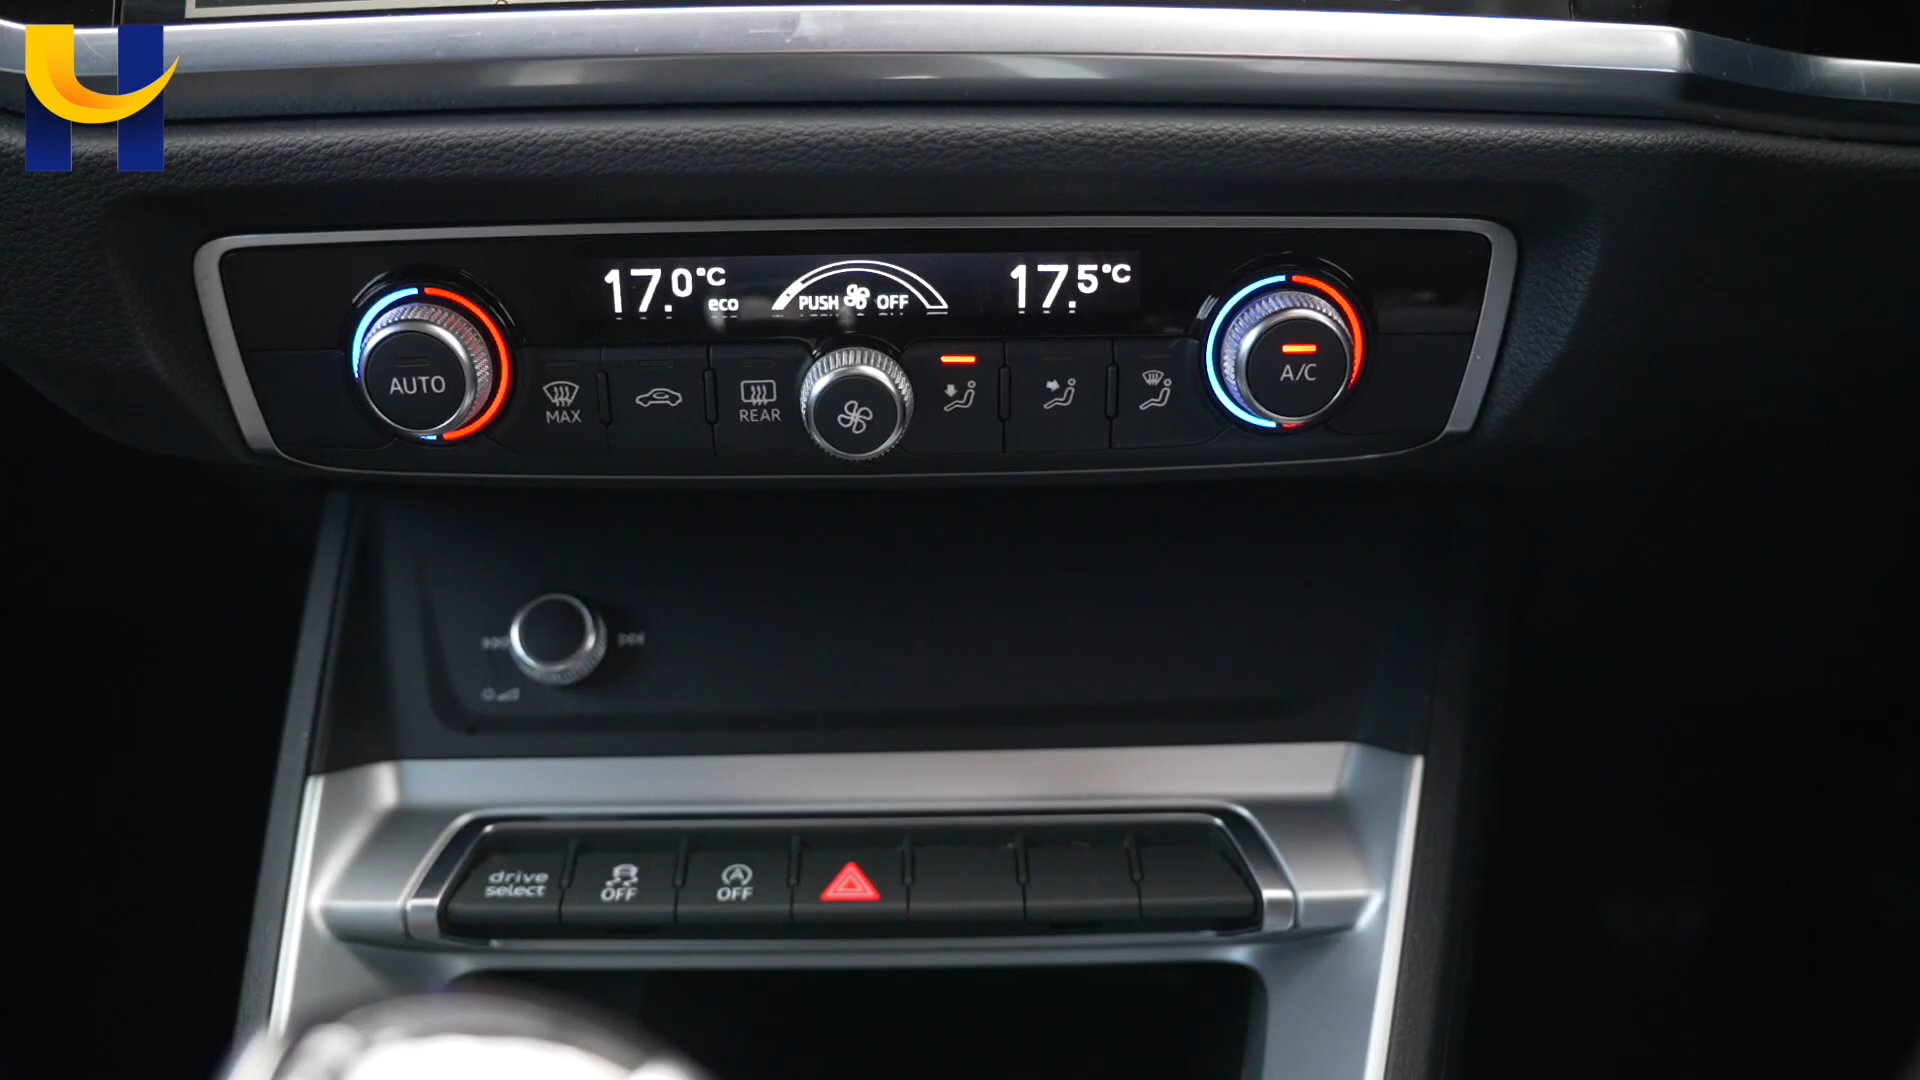 17.0°C
eco
PUSH OFF
17.5°C
AUTO
MAX
REAR
A/C
drive
select
OFF
OFF